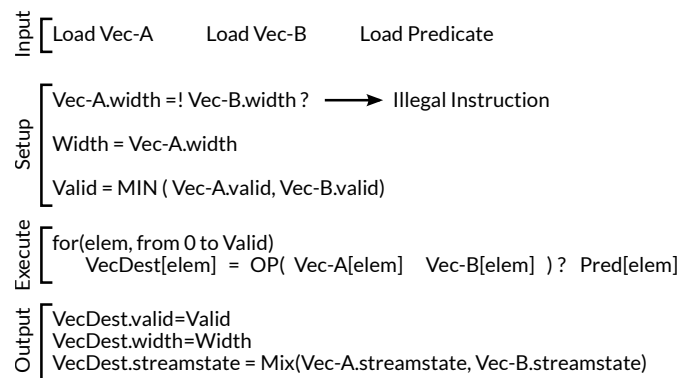 Input
Load Vec-A Load Vec-B Load Predicate
Setup
Vec-A.width =! Vec-B.width ? Illegal Instruction
Width = Vec-A.width
Valid = MIN ( Vec-A.valid, Vec-B.valid)
Execute
for(elem, from 0 to Valid)
VecDest[elem] = OP( Vec-A[elem] Vec-B[elem] ) ? Pred[elem]
Output
VecDest.valid=Valid
VecDest.width=Width
VecDest.streamstate = Mix(Vec-A.streamstate, Vec-B.streamstate)